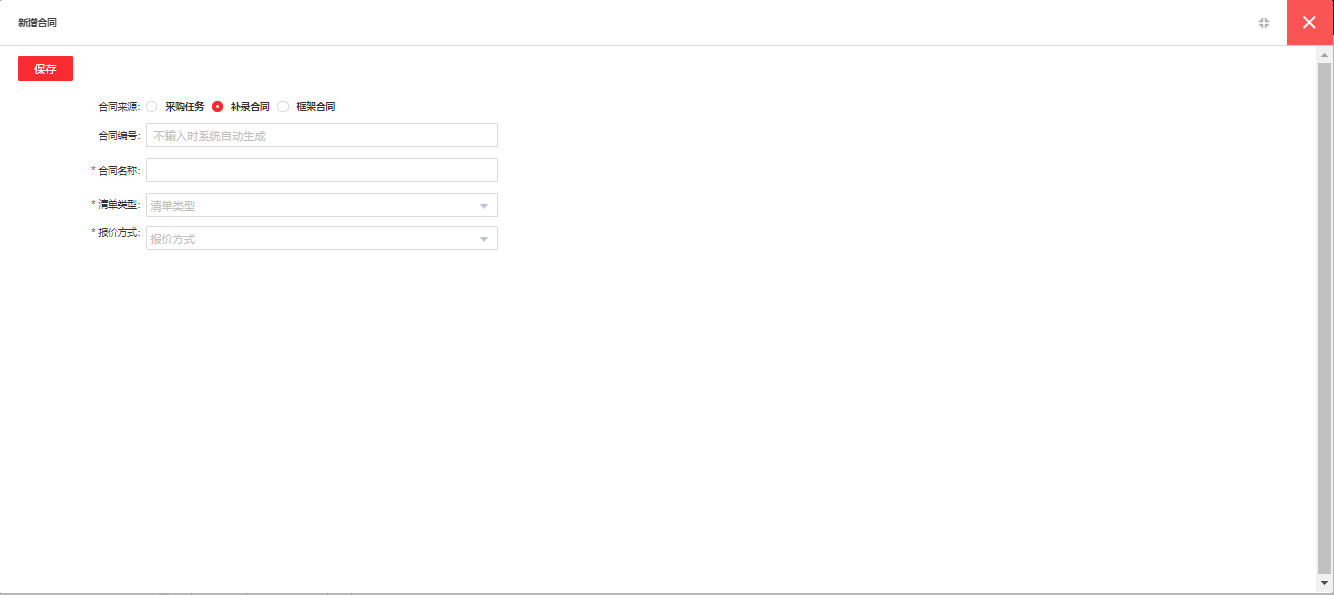 新增合同
保存
合同来源: 采购任务 补录合同 框架合同
合同编号: 不输入时系统自动生成
* 合同名称:
* 清单类型: 清单类型
* 报价方式: 报价方式